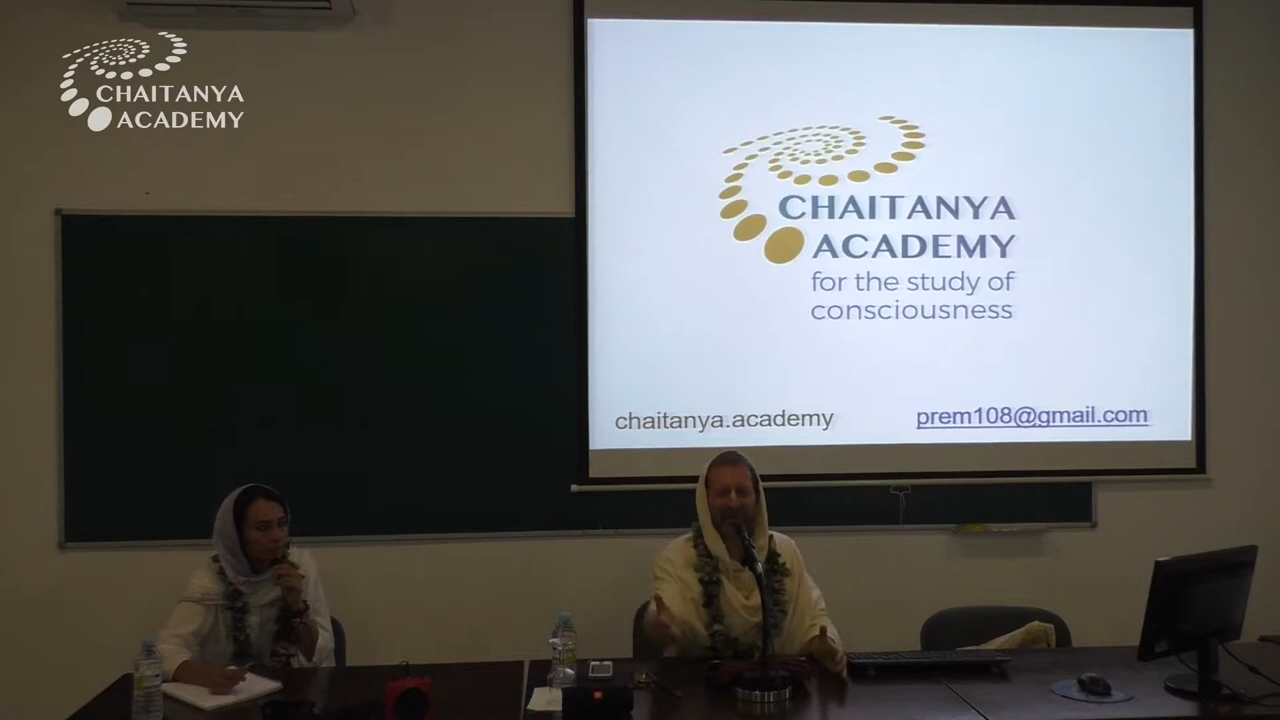 CHAITANYA
ACADEMY
CHAITANYA
ACADEMY
for the study of
consciousness
chaitanya.academy
prem108@gmail.com